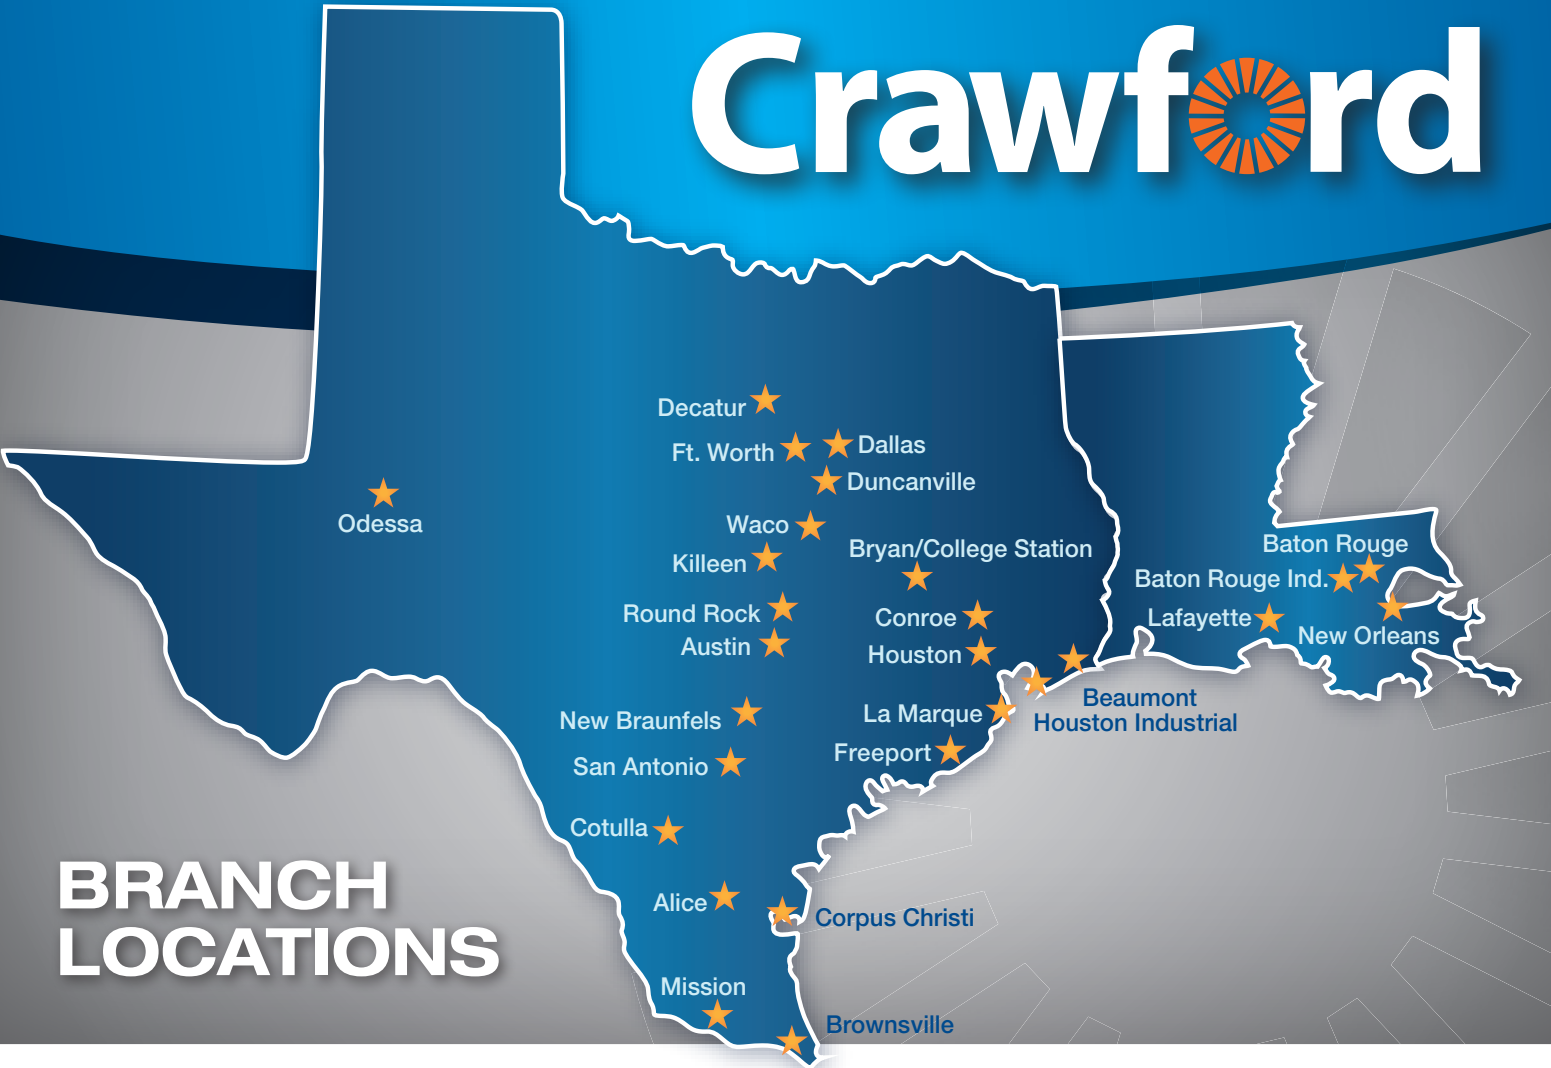 Crawford
Decatur
Ft. Worth
Dallas
Duncanville
Odessa
Waco
Killeen
Bryan/College Station
Round Rock
Conroe
Austin
Houston
New Braunfels
La Marque
San Antonio
Freeport
Beaumont
Houston Industrial
Baton Rouge
Baton Rouge Ind.
Lafayette
New Orleans
Cotulla
Alice
Corpus Christi
Mission
Brownsville
BRANCH
LOCATIONS